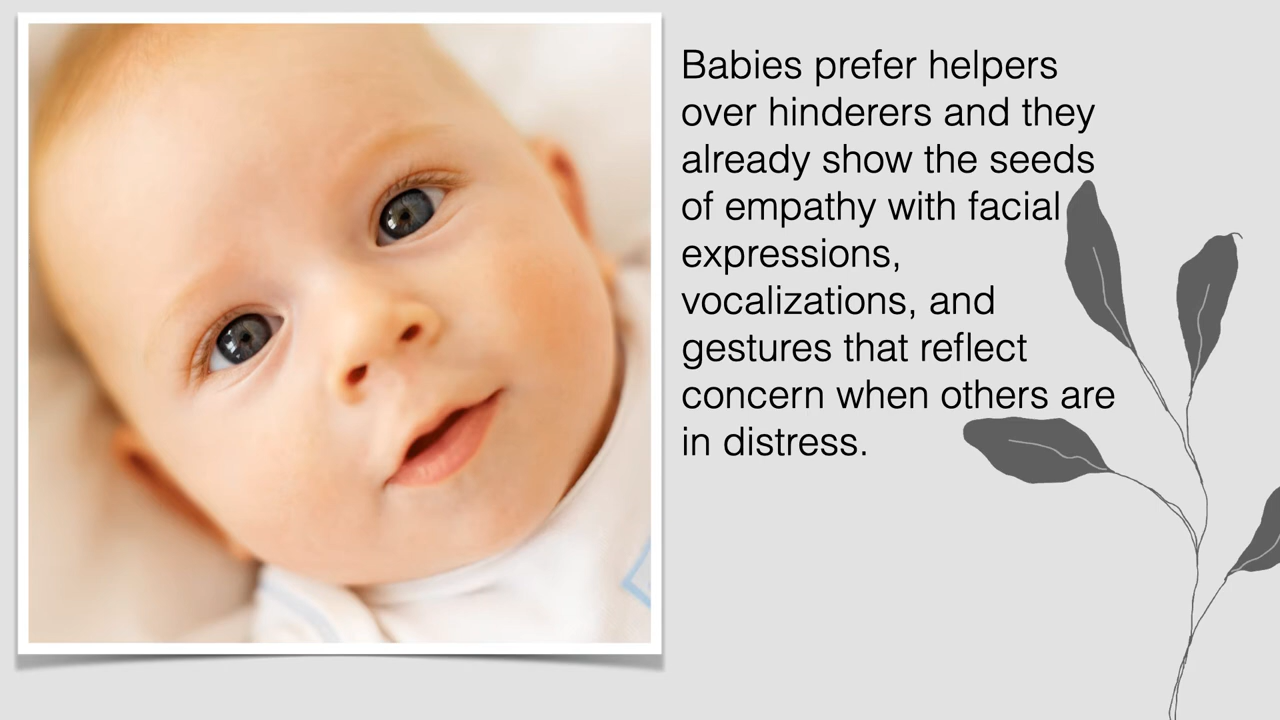 Babies prefer helpers
over hinderers and they
already show the seeds
of empathy with facial
expressions,
vocalizations, and
gestures that reflect
concern when others are
in distress.